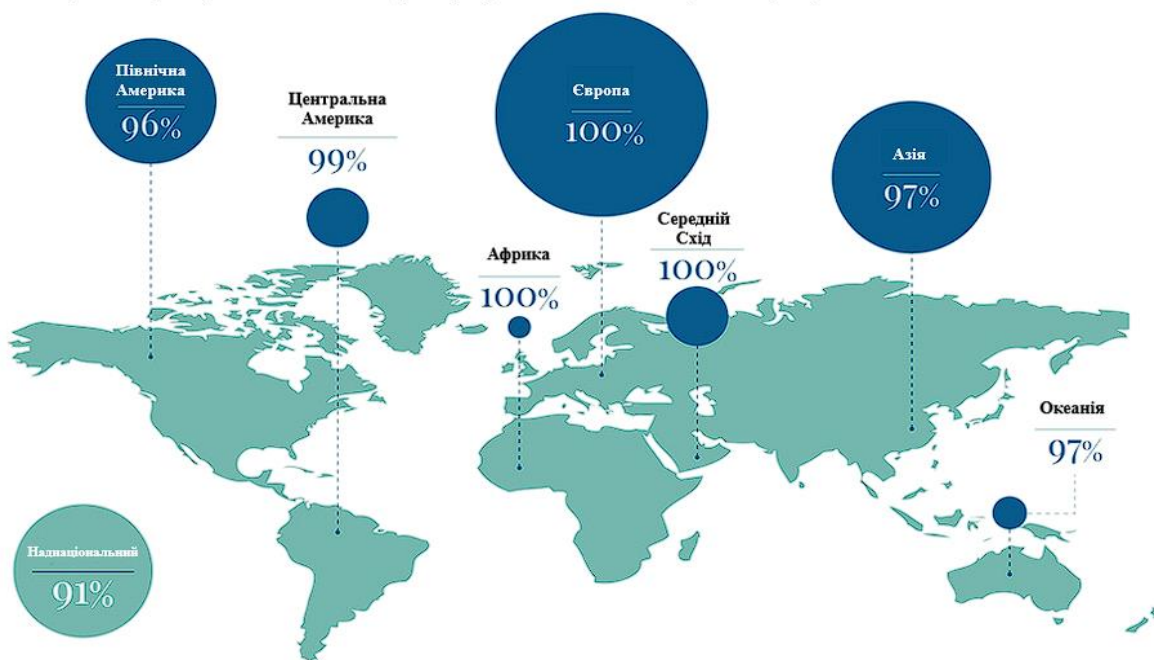 Північна
Америка
96%
Центральна
Америка
99%
Європа
100%
Азія
97%
Середній
Схід
100%
Африка
100%
Океанія
97%
Наднаціональний
91%